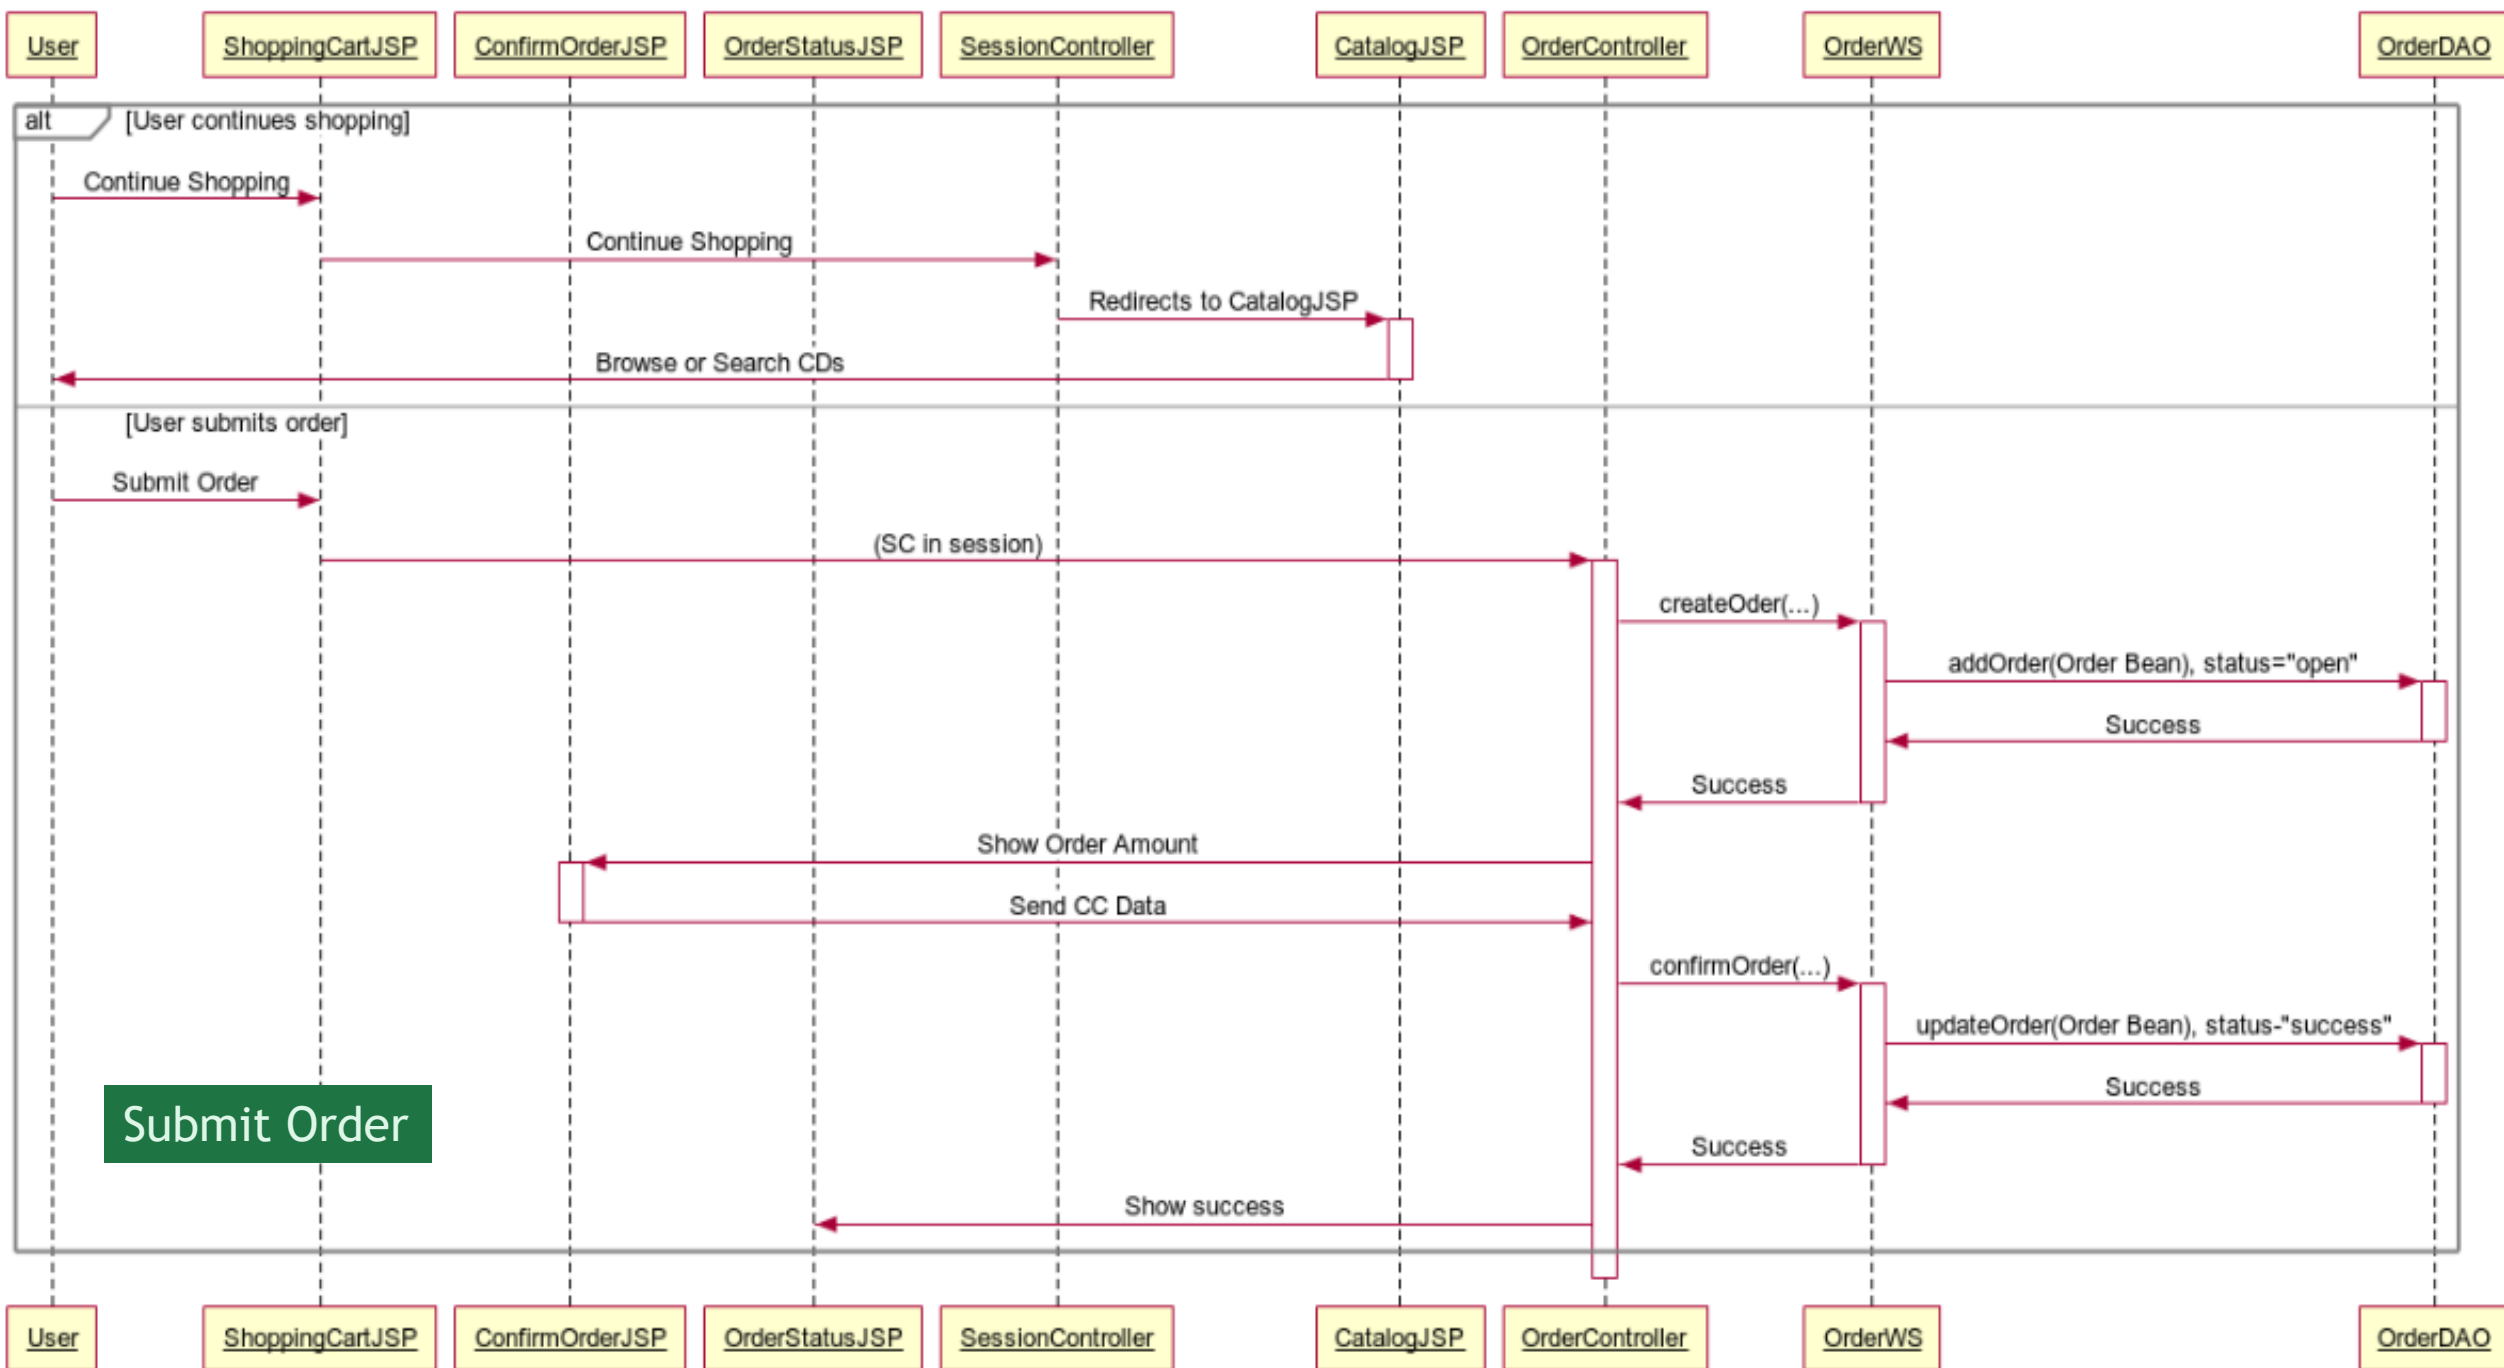 User
ShoppingCartJSP
ConfirmOrderJSP
OrderStatusJSP
SessionController
CatalogJSP
OrderController
OrderWS
OrderDAO
alt
[User continues shopping]
Continue Shopping
Continue Shopping
Redirects to CatalogJSP
Browse or Search CDs
[User submits order]
Submit Order
(SC in session)
createOder(...)
addOrder(Order Bean), status="open"
Success
Success
Show Order Amount
Send CC Data
confirmOrder(...)
updateOrder(Order Bean), status-"success"
Success
Submit Order
Success
Show success
User
ShoppingCartJSP
ConfirmOrderJSP
OrderStatusJSP
SessionController
CatalogJSP
OrderController
OrderWS
OrderDAO